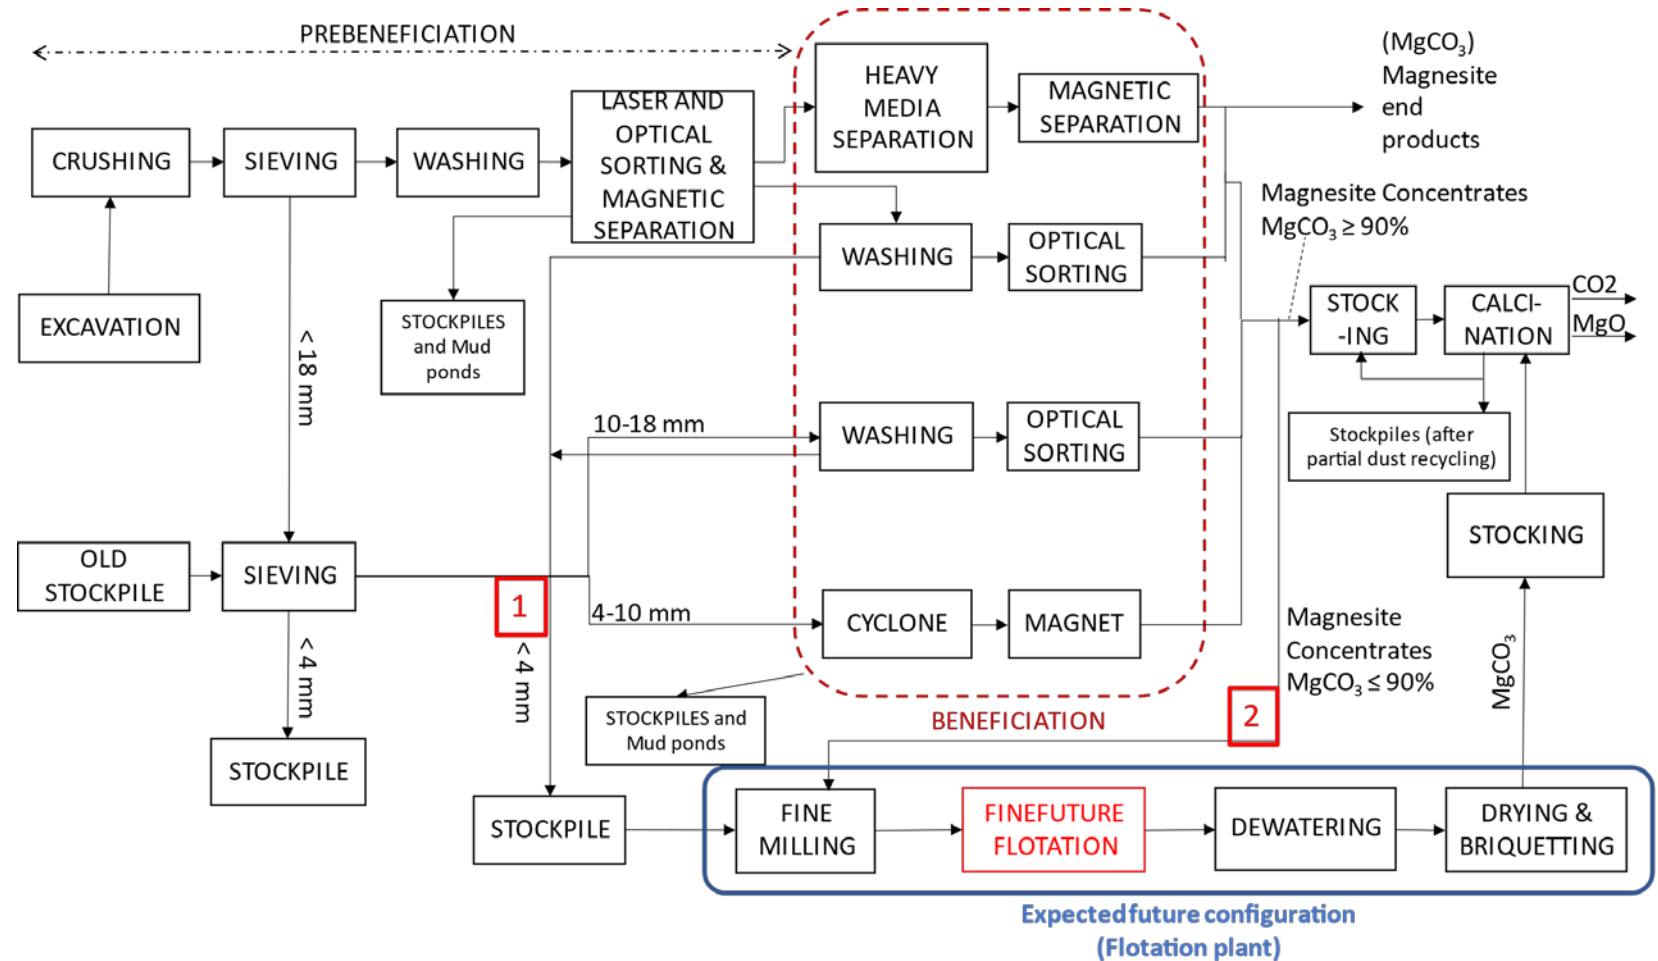 PREBENEFICIATION
CRUSHING
SIEVING
WASHING
LASER AND
OPTICAL
SORTING &
MAGNETIC
SEPARATION
HEAVY
MEDIA
SEPARATION
MAGNETIC
SEPARATION
(MgCO₃)
Magnesite
end
products
EXCAVATION
STOCKPILES
and Mud
ponds
< 18 mm
WASHING
OPTICAL
SORTING
Magnesite Concentrates
MgCO₃ ≥ 90%
STOCK
-ING
CALCI-
NATION
CO2
MgO
10-18 mm
WASHING
OPTICAL
SORTING
Stockpiles (after
partial dust recycling)
STOCKING
OLD
STOCKPILE
SIEVING
1
4-10 mm
CYCLONE
MAGNET
< 4 mm
< 4 mm
Magnesite
Concentrates
MgCO₃ ≤ 90%
MgCO₃
STOCKPILES and
Mud ponds
BENEFICIATION
2
STOCKPILE
STOCKPILE
FINE
MILLING
FINEFUTURE
FLOTATION
DEWATERING
DRYING &
BRIQUETTING
Expected future configuration
(Flotation plant)